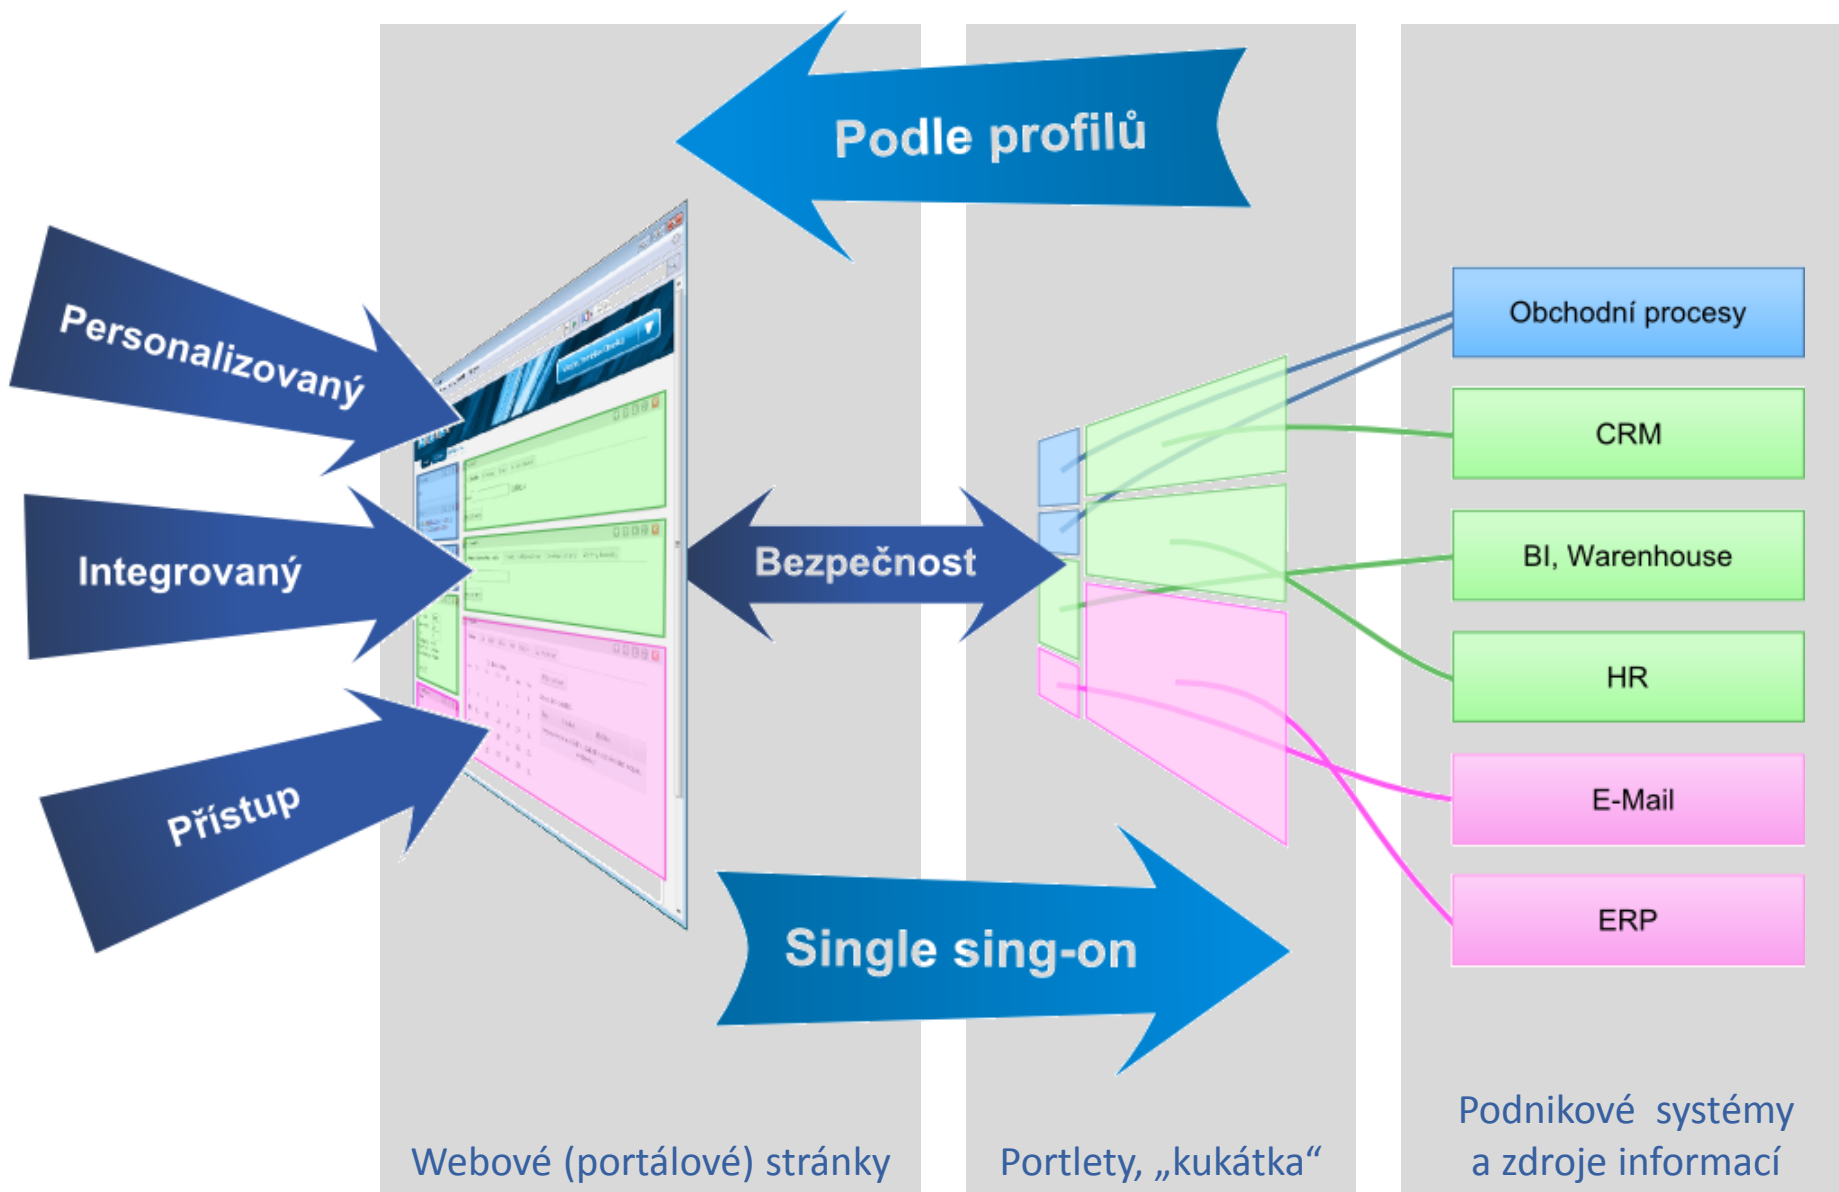 Podle profilů
Personalizovaný
Integrovaný
Přístup
Bezpečnost
Single sing-on
Obchodní procesy
CRM
BI, Warenhouse
HR
E-Mail
ERP
Webové (portálové) stránky
Portlety, „kukátka“
Podnikové systémy
a zdroje informací